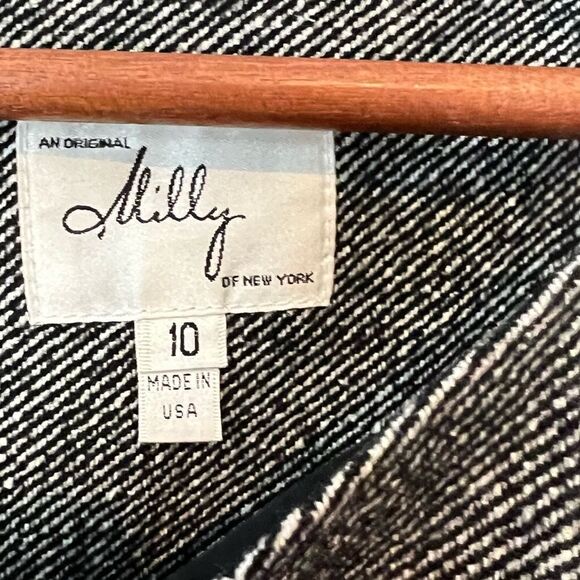 AN ORIGINAL
Milly
OF NEW YORK
10
MADE IN
USA